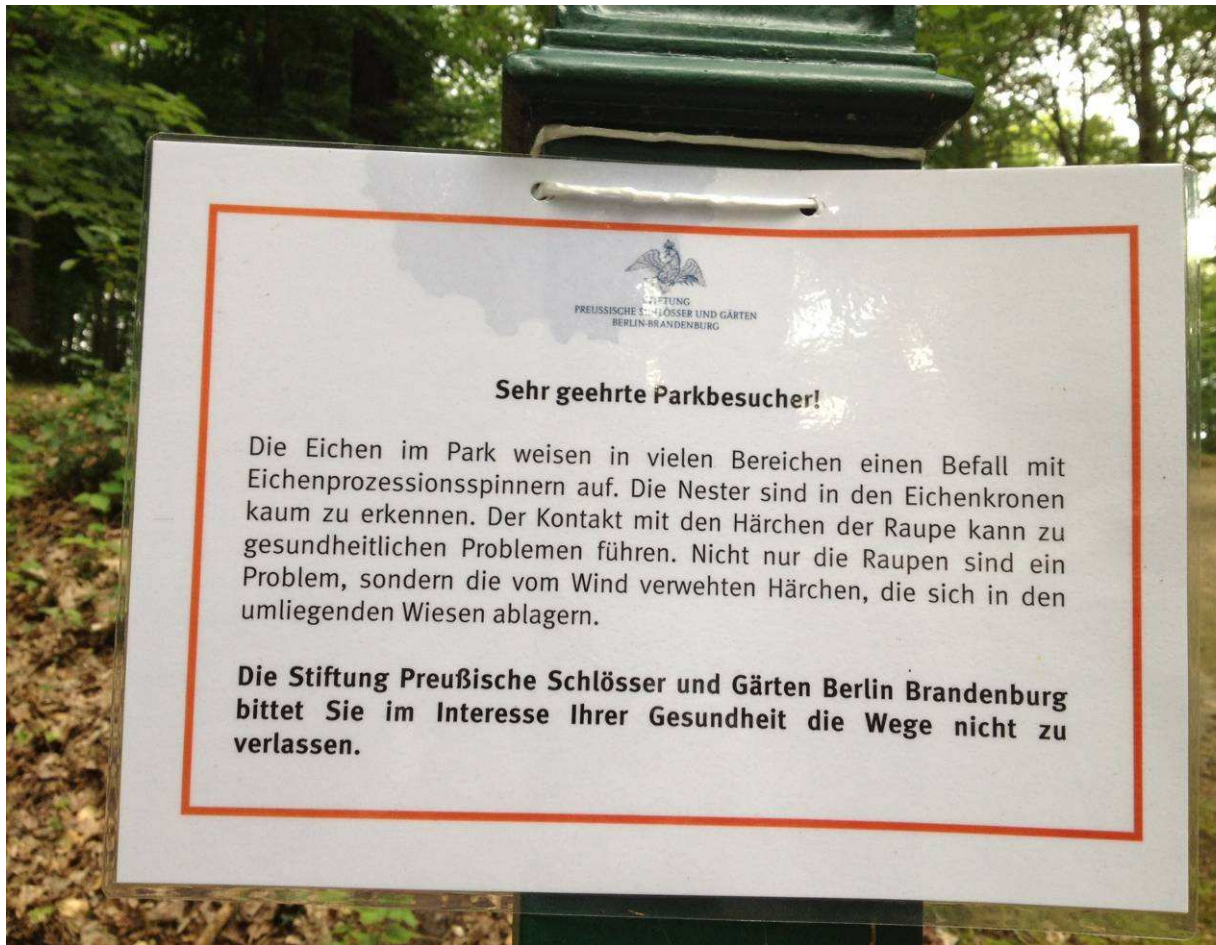 STIFTUNG
PREUSSISCHE SCHLÖSSER UND GÄRTEN
BERLIN-BRANDENBURG
Sehr geehrte Parkbesucher!
Die Eichen im Park weisen in vielen Bereichen einen Befall mit
Eichenprozessionsspinnern auf. Die Nester sind in den Eichenkronen
kaum zu erkennen. Der Kontakt mit den Härchen der Raupe kann zu
gesundheitlichen Problemen führen. Nicht nur die Raupen sind ein
Problem, sondern die vom Wind verwehten Härchen, die sich in den
umliegenden Wiesen ablagern.
Die Stiftung Preußische Schlösser und Gärten Berlin Brandenburg
bittet Sie im Interesse Ihrer Gesundheit die Wege nicht zu
verlassen.